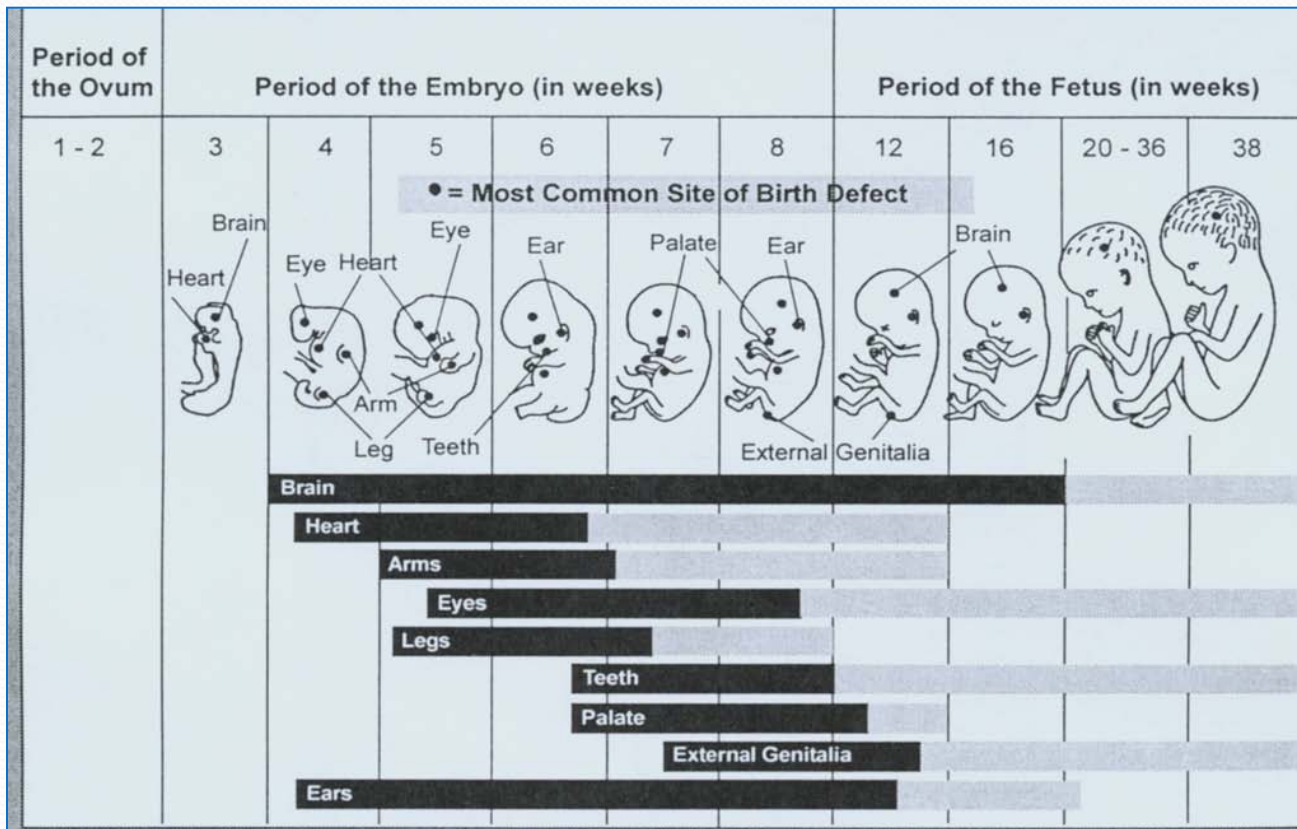 Period of
the Ovum
Period of the Embryo (in weeks)
Period of the Fetus (in weeks)
1 - 2
3
4
5
6
7
8
12
16
20 - 36
38
● = Most Common Site of Birth Defect
Brain
Heart
Eye
Heart
Eye
Ear
Palate
Ear
Brain
Arm
Leg
Teeth
External Genitalia
Brain
Heart
Arms
Eyes
Legs
Teeth
Palate
External Genitalia
Ears